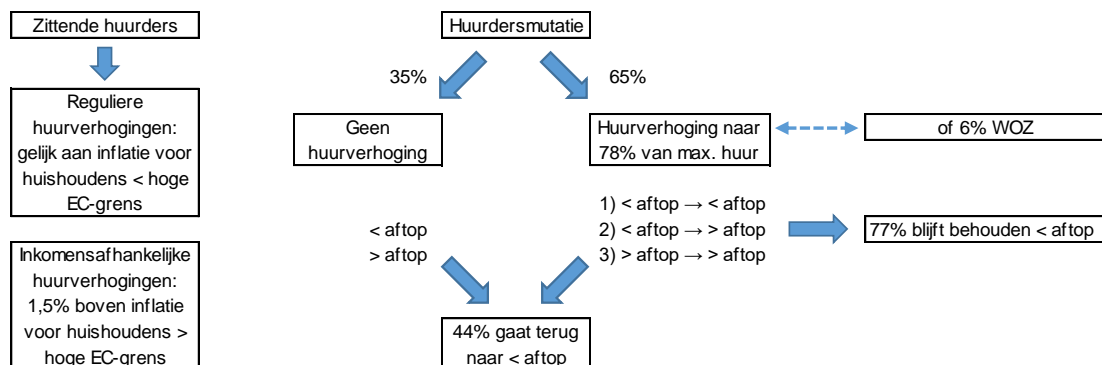 Zittende huurders
Reguliere
huurverhogingen:
gelijk aan inflatie voor
huishoudens < hoge
EC-grens
Inkomensafhankelijke
huurverhogingen:
1,5% boven inflatie
voor huishoudens >
hoge EC-grens
Huurdersmutatie
35%
65%
Geen
huurverhoging
Huurverhoging naar
78% van max. huur
of 6% WOZ
< aftop
> aftop
1) < aftop → < aftop
2) < aftop → > aftop
3) > aftop → > aftop
77% blijft behouden < aftop
44% gaat terug
naar < aftop